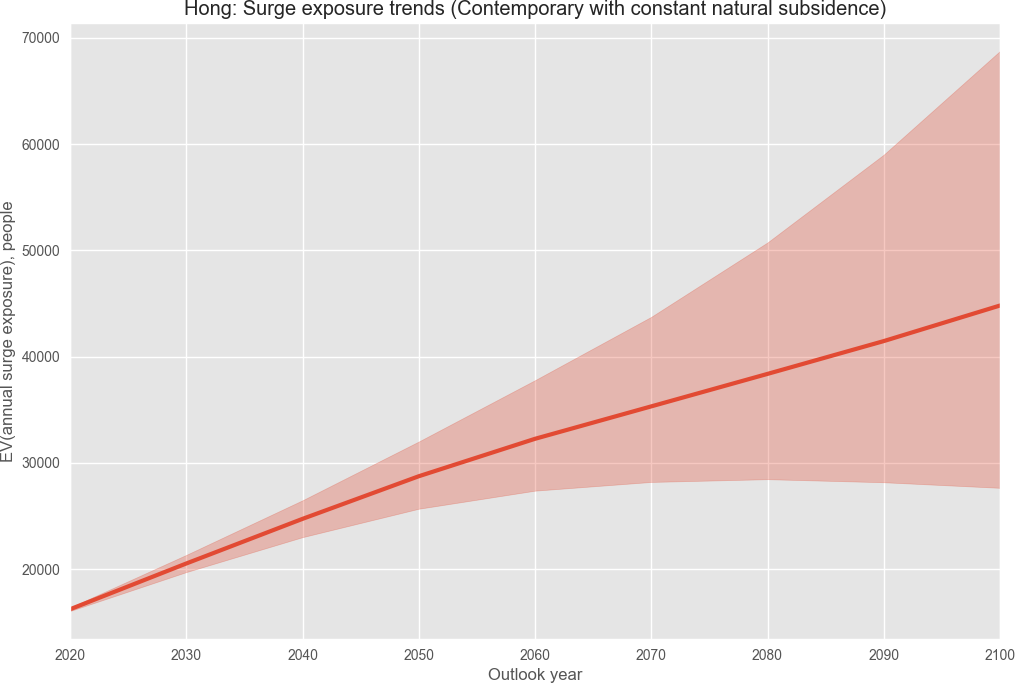 Hong: Surge exposure trends (Contemporary with constant natural subsidence)
EV(annual surge exposure), people
70000
60000
50000
40000
30000
20000
2020 2030 2040 2050 2060 2070 2080 2090 2100
Outlook year